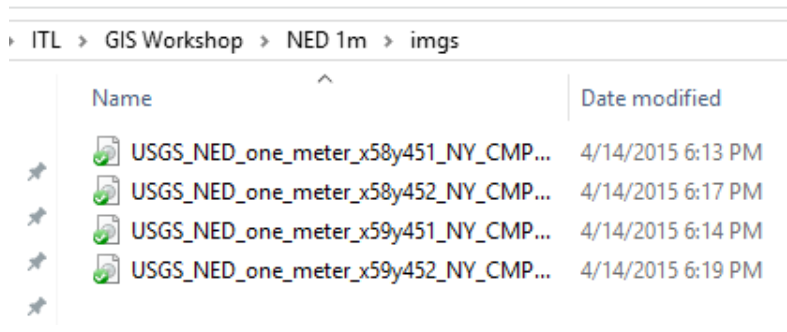 ITL > GIS Workshop > NED 1m > imgs
Name Date modified
USGS_NED_one_meter_x58y451_NY_CMP... 4/14/2015 6:13 PM
USGS_NED_one_meter_x58y452_NY_CMP... 4/14/2015 6:17 PM
USGS_NED_one_meter_x59y451_NY_CMP... 4/14/2015 6:14 PM
USGS_NED_one_meter_x59y452_NY_CMP... 4/14/2015 6:19 PM